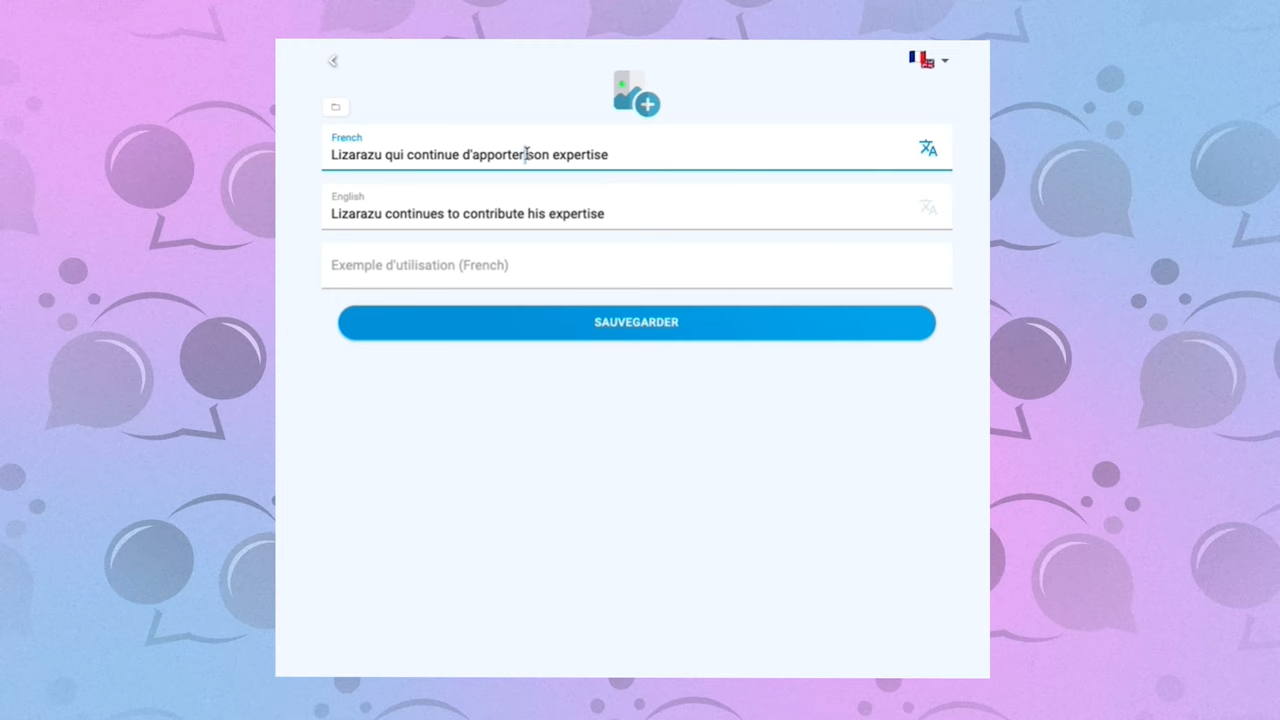 French
Lizarazu qui continue d'apporter son expertise
English
Lizarazu continues to contribute his expertise
Exemple d'utilisation (French)
SAUVEGARDER